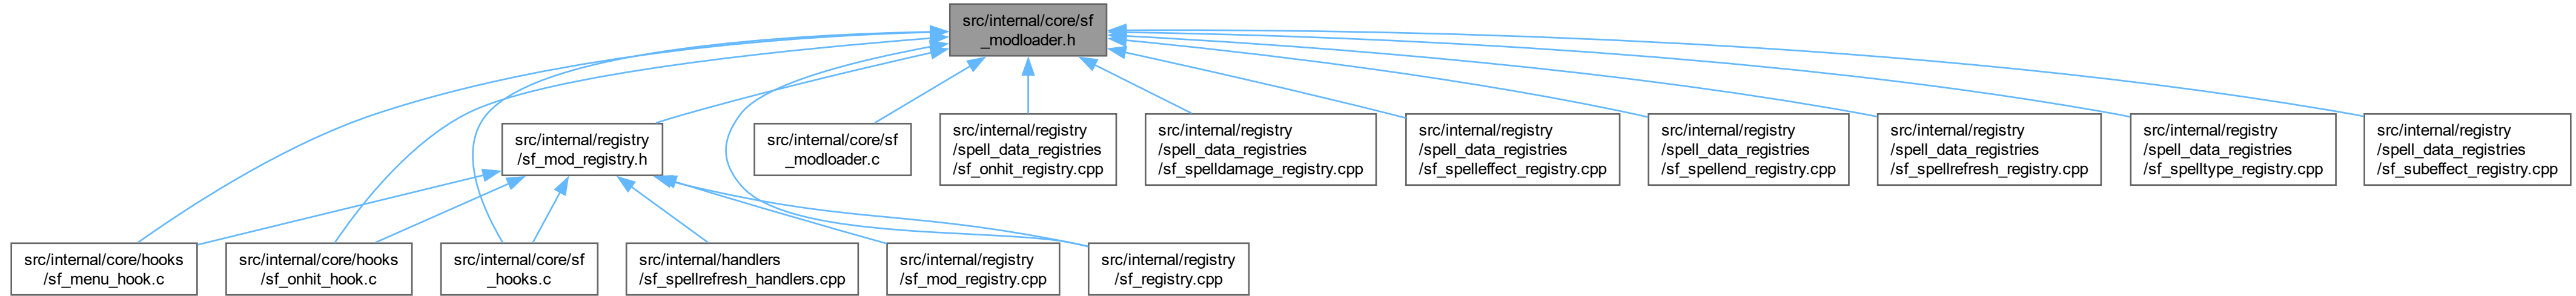 src/internal/core/sf
_modloader.h
src/internal/registry
/sf_mod_registry.h
src/internal/core/sf
_modloader.c
src/internal/registry
/spell_data_registries
/sf_onhit_registry.cpp
src/internal/registry
/spell_data_registries
/sf_spelldamage_registry.cpp
src/internal/registry
/spell_data_registries
/sf_spelleffect_registry.cpp
src/internal/registry
/spell_data_registries
/sf_spellend_registry.cpp
src/internal/registry
/spell_data_registries
/sf_spellrefresh_registry.cpp
src/internal/registry
/spell_data_registries
/sf_spelltype_registry.cpp
src/internal/registry
/spell_data_registries
/sf_subeffect_registry.cpp
src/internal/core/hooks
/sf_menu_hook.c
src/internal/core/hooks
/sf_onhit_hook.c
src/internal/core/sf
_hooks.c
src/internal/handlers
/sf_spellrefresh_handlers.cpp
src/internal/registry
/sf_mod_registry.cpp
src/internal/registry
/sf_registry.cpp